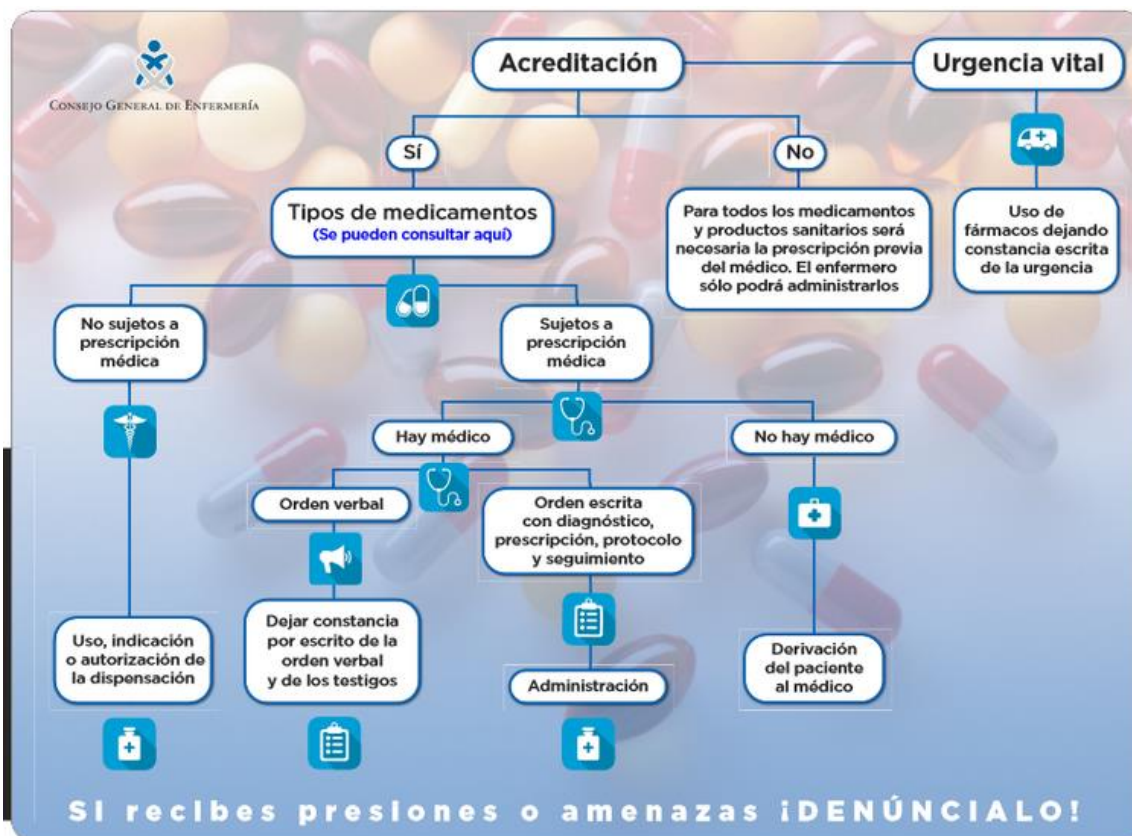 CONSEJO GENERAL DE ENFERMERÍA
Acreditación
Urgencia vital
Sí
No
Tipos de medicamentos
(Se pueden consultar aquí)
Para todos los medicamentos
y productos sanitarios será
necesaria la prescripción previa
del médico. El enfermero
sólo podrá administrarlos
Uso de
fármacos dejando
constancia escrita
de la urgencia
No sujetos a
prescripción
médica
Sujetos a
prescripción
médica
Hay médico
No hay médico
Orden verbal
Orden escrita
con diagnóstico,
prescripción, protocolo
y seguimiento
Uso, indicación
o autorización de
la dispensación
Dejar constancia
por escrito de la
orden verbal
y de los testigos
Administración
Derivación
del paciente
al médico
SI recibes presiones o amenazas ¡DENÚNCIALO!